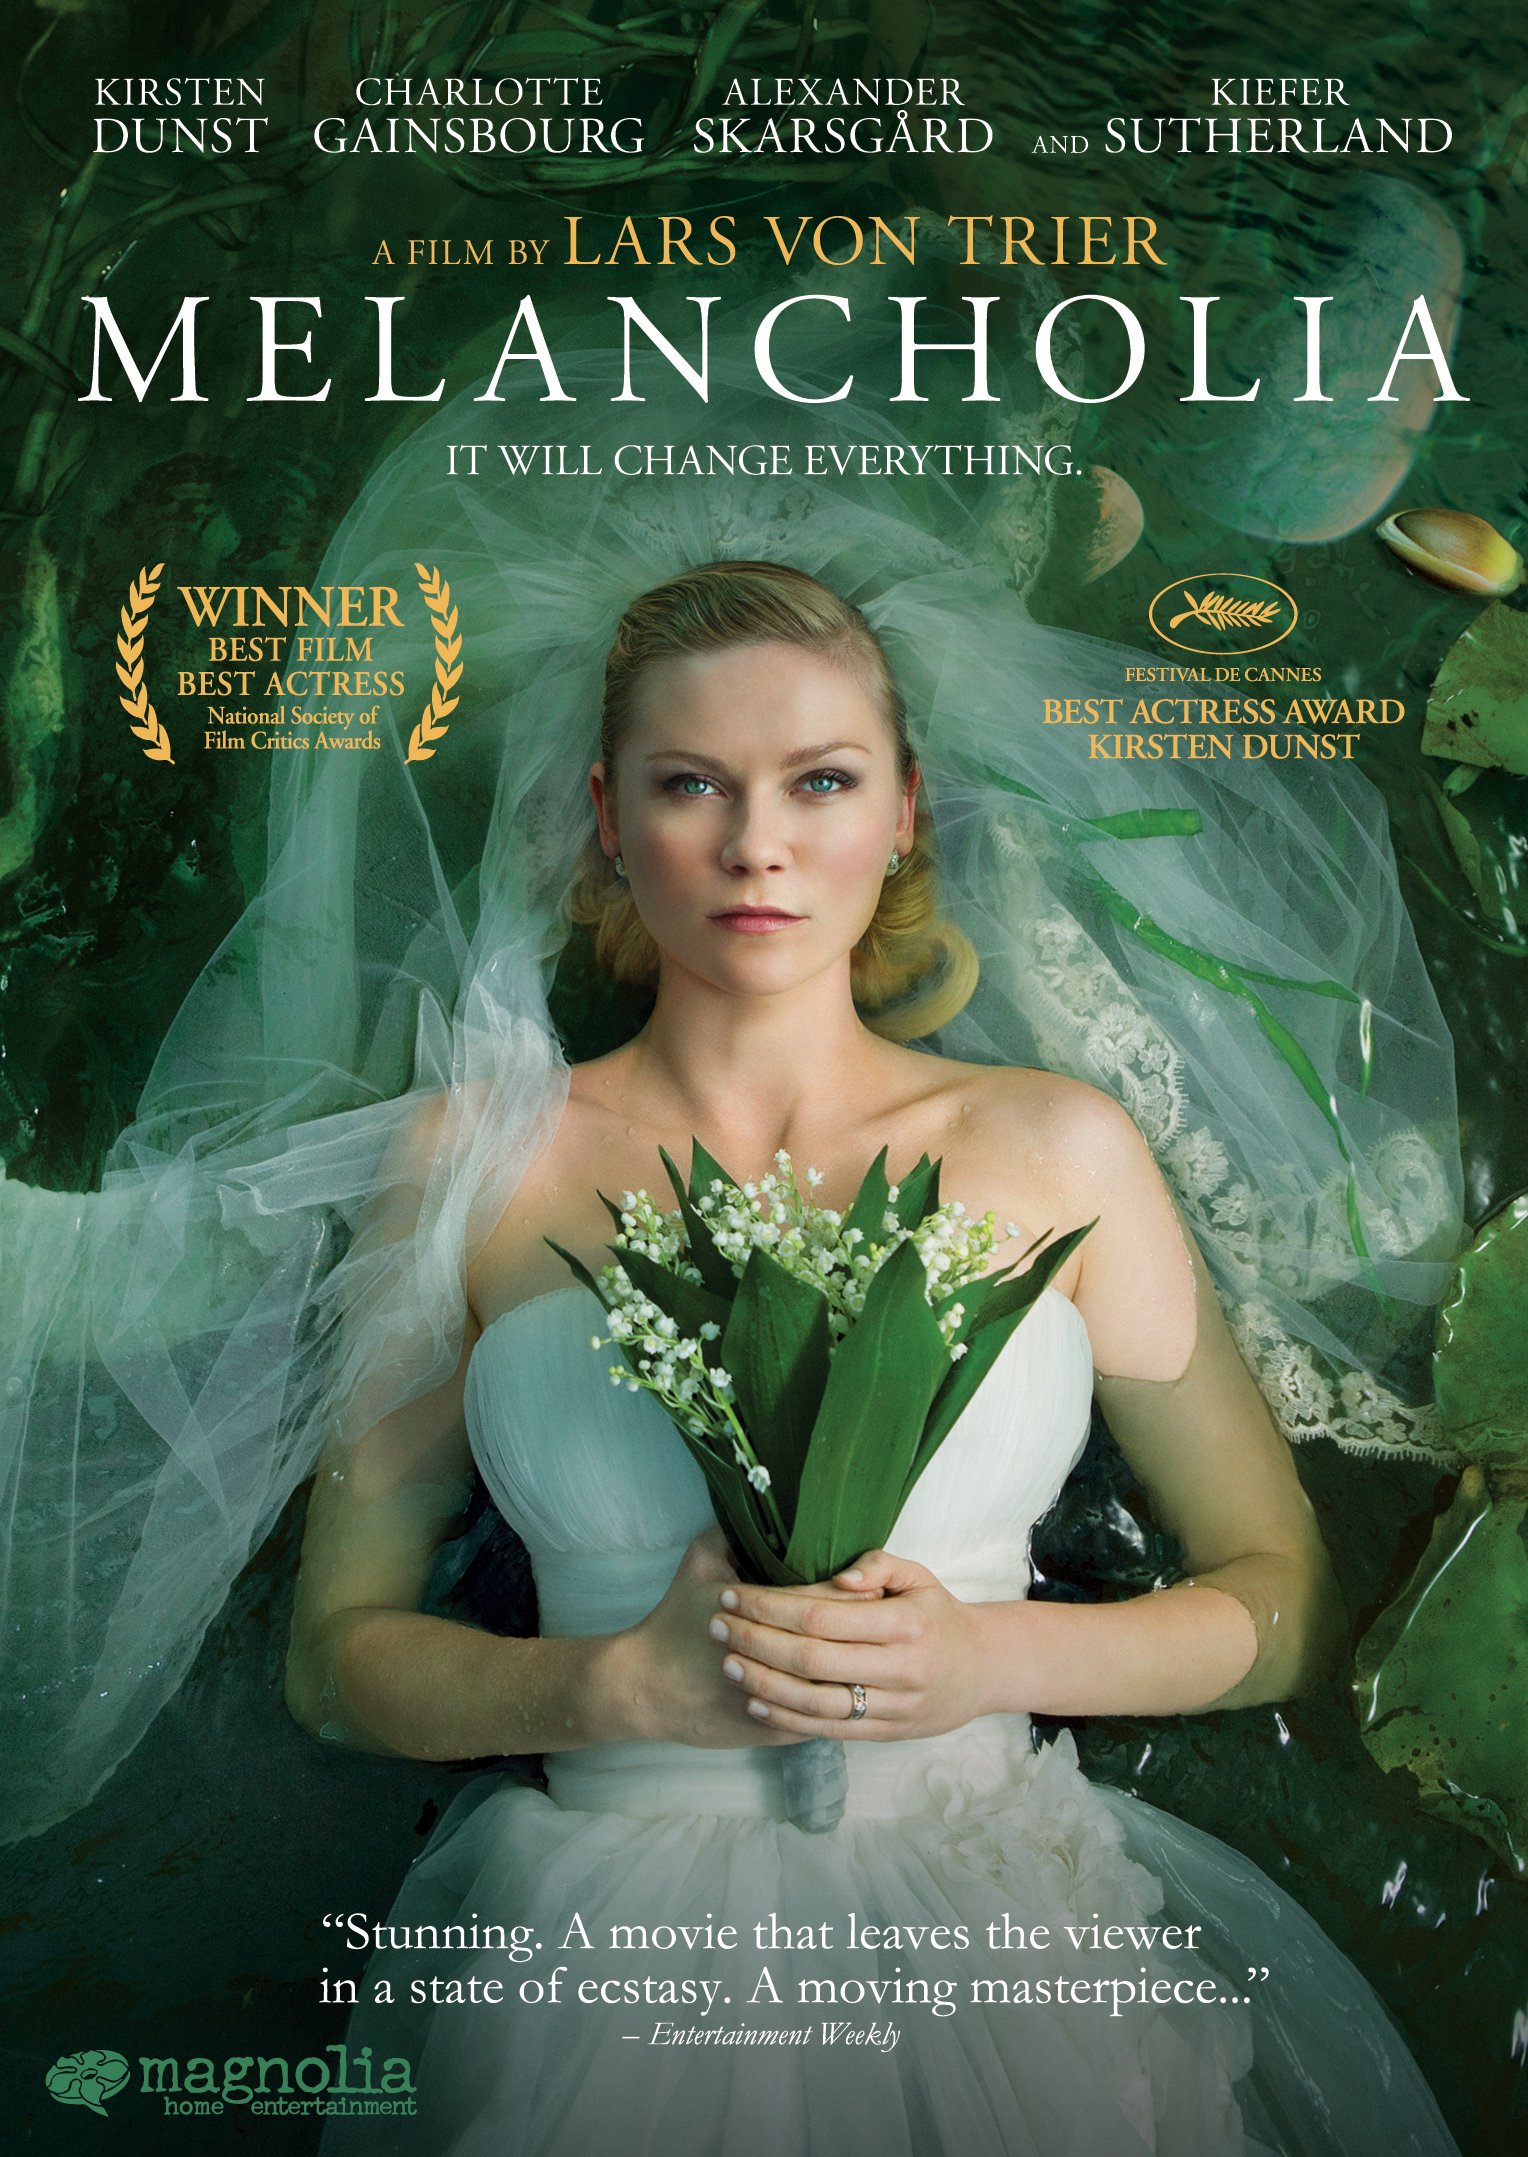 KIRSTEN CHARLOTTE ALEXANDER KIEFER
DUNST GAINSBOURG SKARSGÅRD AND SUTHERLAND
A FILM BY LARS VON TRIER
MELANCHOLIA
IT WILL CHANGE EVERYTHING.
WINNER
BEST FILM
BEST ACTRESS
National Society of
Film Critics Awards
FESTIVAL DE CANNES
BEST ACTRESS AWARD
KIRSTEN DUNST
“Stunning. A movie that leaves the viewer
in a state of ecstasy. A moving masterpiece...”
– Entertainment Weekly
magnolia
home entertainment